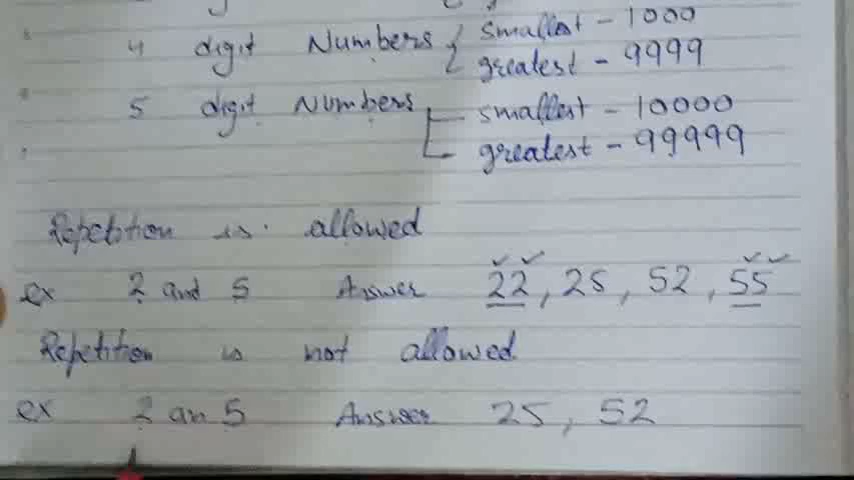 smallest - 1000
4 digit Numbers
greatest - 9999
5 digit Numbers smallest - 10000
greatest - 99999
Repetition is allowed
ex 2 and 5 Answer 22, 25, 52, 55
Repetition is not allowed
ex 2 an 5 Answer 25, 52